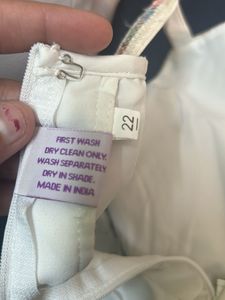 FIRST WASH
DRY CLEAN ONLY.
WASH SEPARATELY
DRY IN SHADE.
MADE IN INDIA
22